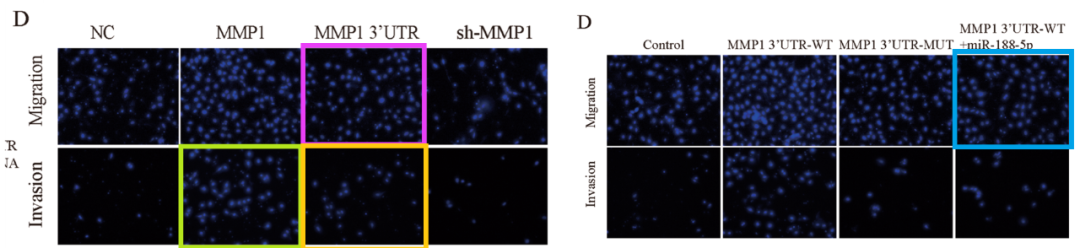 D
NC MMP1 MMP1 3'UTR sh-MMP1
Migration
Invasion
D
Control MMP1 3'UTR-WT MMP1 3'UTR-MUT MMP1 3'UTR-WT
+miR-188-5p
Migration
Invasion